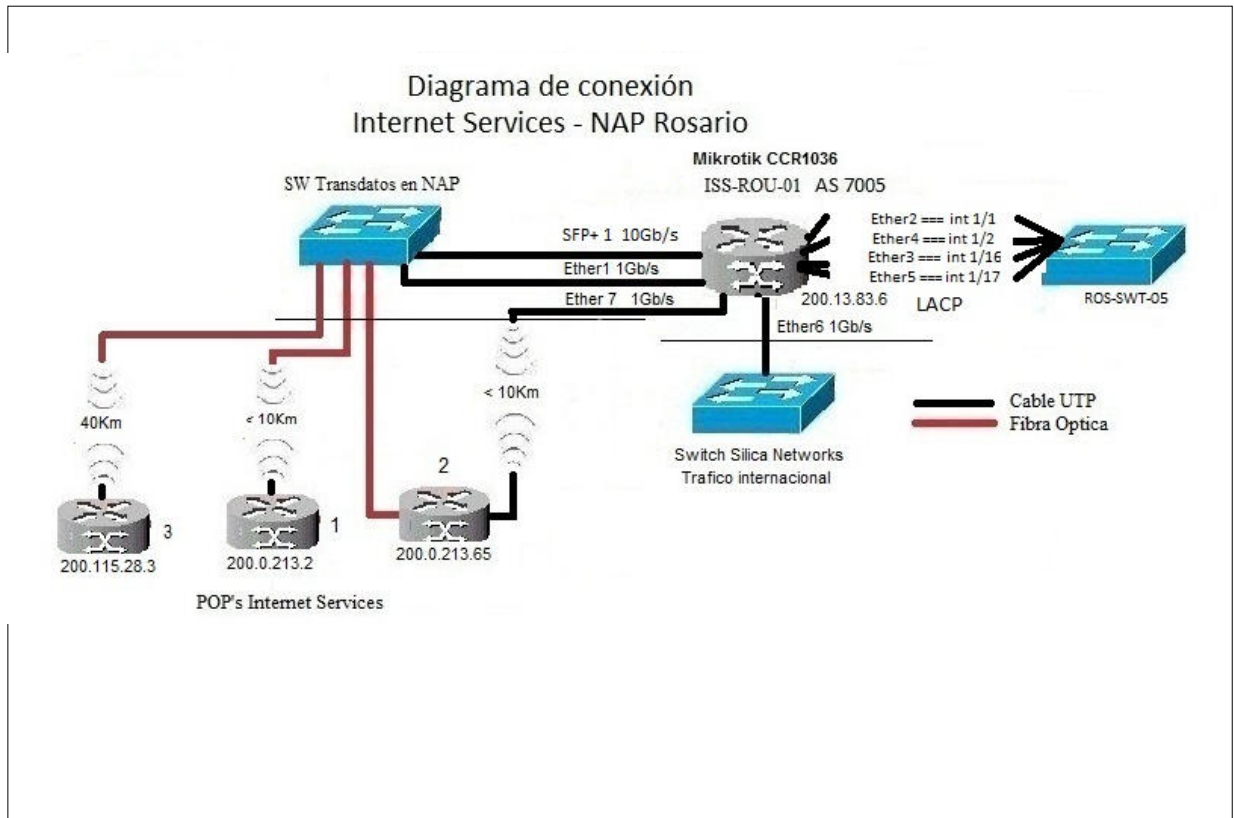 Diagrama de conexión
Internet Services - NAP Rosario
Mikrotik CCR1036
SW Transdatos en NAP
ISS-ROU-01 AS 7005
SFP+ 1 10Gb/s
Ether1 1Gb/s
Ether 7 1Gb/s
Ether2 === int 1/1
Ether4 === int 1/2
Ether3 === int 1/16
Ether5 === int 1/17
200.13.83.6
LACP
ROS-SWT-05
Ether6 1Gb/s
40Km
< 10Km
< 10Km
Cable UTP
Fibra Optica
Switch Silica Networks
Trafico internacional
3
200.115.28.3
1
200.0.213.2
2
200.0.213.65
POP's Internet Services